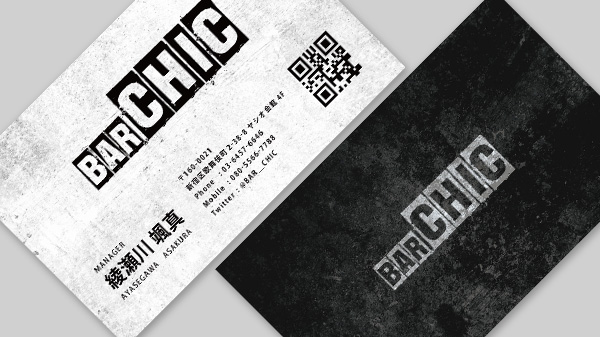 BAR CHIC
〒160-0021
新宿区歌舞伎町 2-38-8 ヤシオ会館 4F
Phone : 03-6457-6646
Mobile : 080-5566-7788
Twitter : @BAR__CHIC
MANAGER
綾瀬川 颯真
AYASEGAWA ASAKURA
BAR CHIC